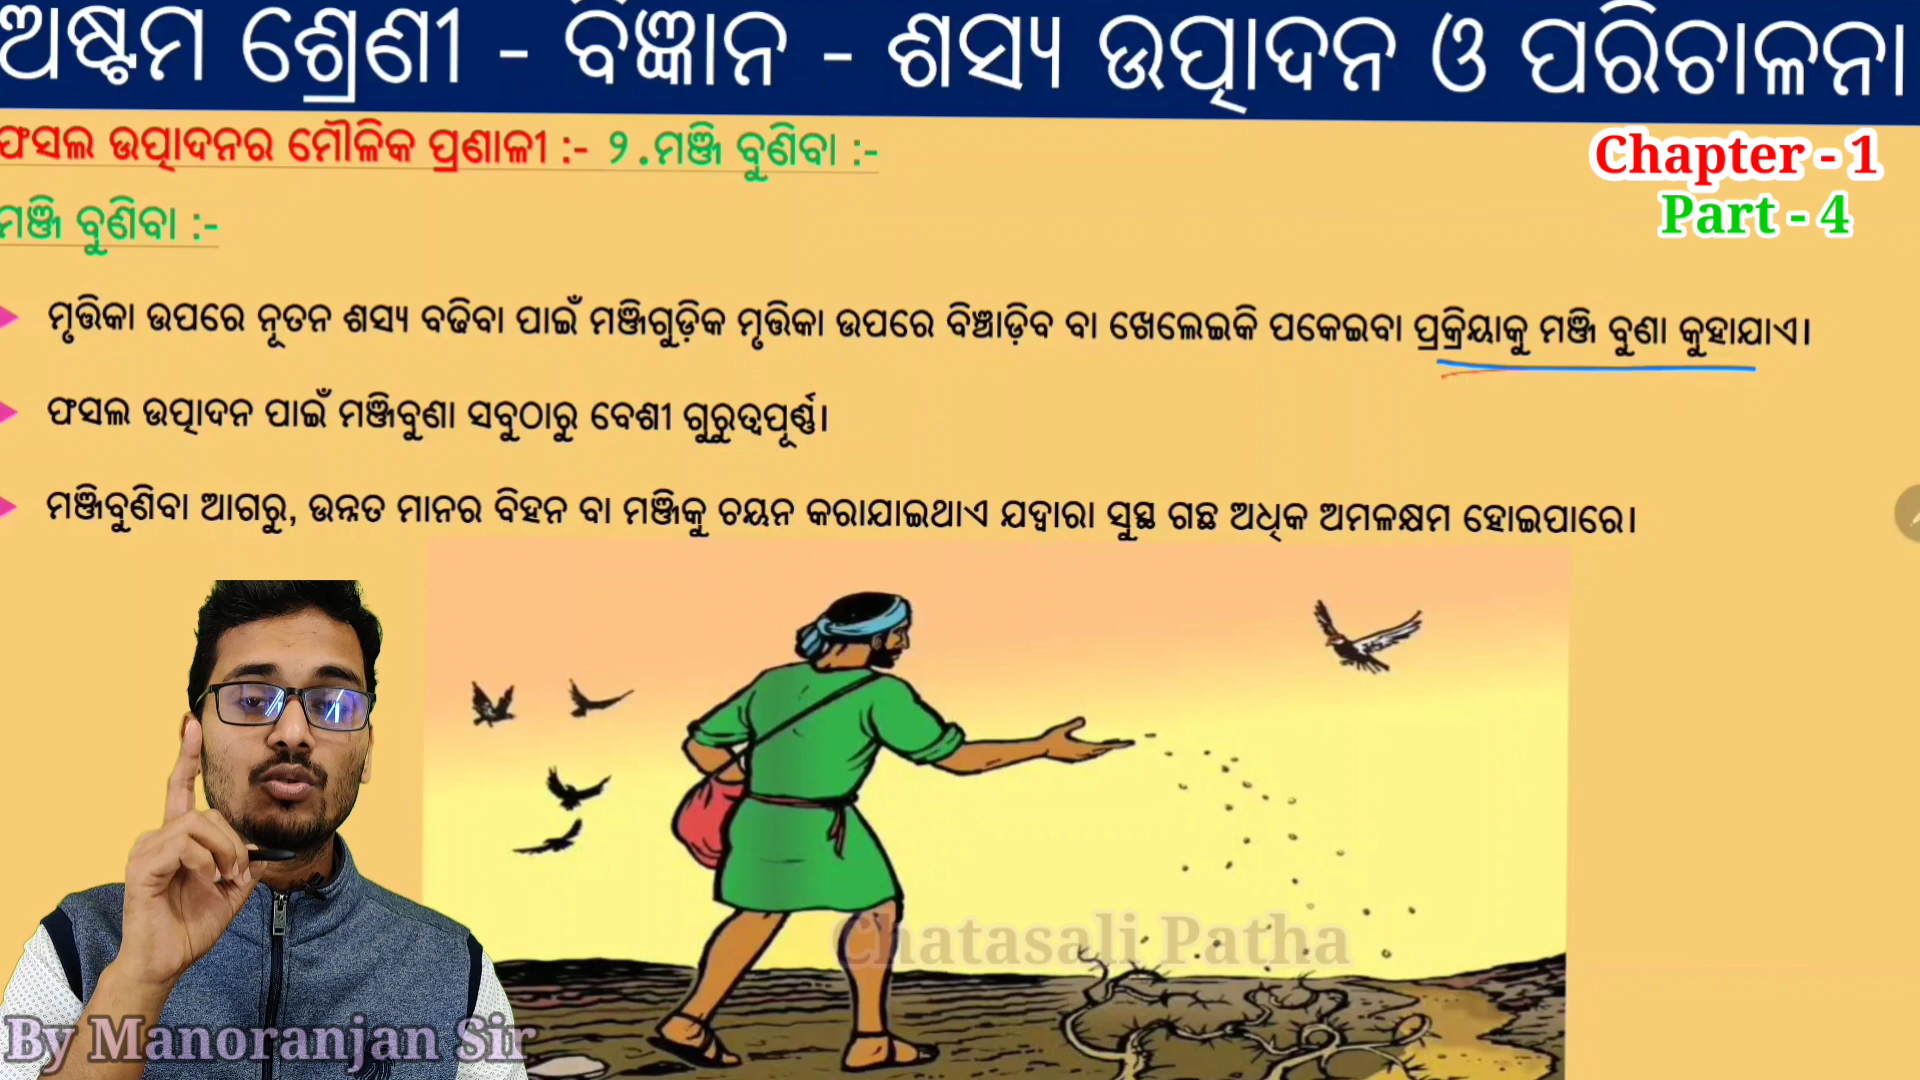 ଅଷ୍ଟମ ଶ୍ରେଣୀ - ବିଜ୍ଞାନ - ଶସ୍ୟ ଉତ୍ପାଦନ ଓ ପରିଚାଳନା
ଫସଲ ଉତ୍ପାଦନର ମୌଳିକ ପ୍ରଣାଳୀ :- ୨.ମଞ୍ଜି ବୁଣିବା :-
Chapter - 1
Part - 4
ମଞ୍ଜି ବୁଣିବା :-
ମୃତ୍ତିକା ଉପରେ ନୂତନ ଶସ୍ୟ ବଢିବା ପାଇଁ ମଞ୍ଜିଗୁଡ଼ିକ ମୃତ୍ତିକା ଉପରେ ବିଞ୍ଚାଡ଼ିବ ବା ଖେଲେଇକି ପକେଇବା ପ୍ରକ୍ରିୟାକୁ ମଞ୍ଜି ବୁଣା କୁହାଯାଏ।
ଫସଲ ଉତ୍ପାଦନ ପାଇଁ ମଞ୍ଜିବୁଣା ସବୁଠାରୁ ବେଶୀ ଗୁରୁତ୍ୱପୂର୍ଣ୍ଣ।
ମଞ୍ଜିବୁଣିବା ଆଗରୁ, ଉନ୍ନତ ମାନର ବିହନ ବା ମଞ୍ଜିକୁ ଚୟନ କରାଯାଇଥାଏ ଯଦ୍ୱାରା ସୁସ୍ଥ ଗଛ ଅଧିକ ଅମଳକ୍ଷମ ହୋଇପାରେ।
Chatasali Patha
By Manoranjan Sir